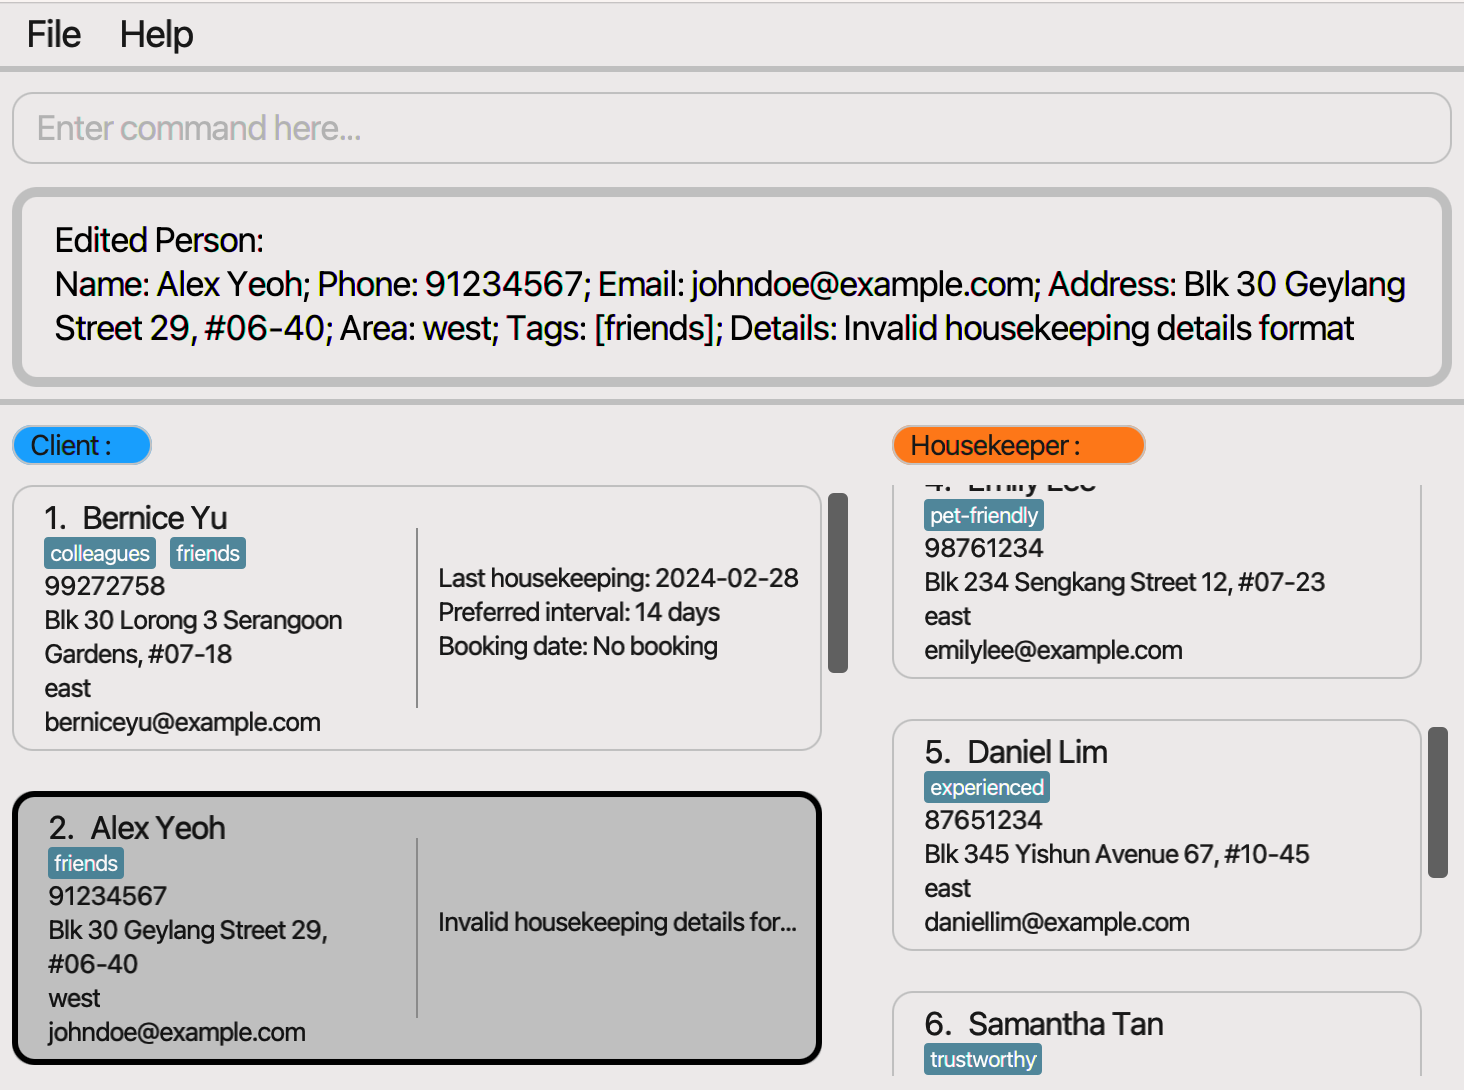 File Help
Enter command here...
Edited Person:
Name: Alex Yeoh; Phone: 91234567; Email: johndoe@example.com; Address: Blk 30 Geylang
Street 29, #06-40; Area: west; Tags: [friends]; Details: Invalid housekeeping details format
Client :
1. Bernice Yu
colleagues friends
99272758
Blk 30 Lorong 3 Serangoon
Gardens, #07-18
east
berniceyu@example.com
Last housekeeping: 2024-02-28
Preferred interval: 14 days
Booking date: No booking
2. Alex Yeoh
friends
91234567
Blk 30 Geylang Street 29,
#06-40
west
johndoe@example.com
Invalid housekeeping details for...
Housekeeper :
4. Emily Lee
pet-friendly
98761234
Blk 234 Sengkang Street 12, #07-23
east
emilylee@example.com
5. Daniel Lim
experienced
87651234
Blk 345 Yishun Avenue 67, #10-45
east
daniellim@example.com
6. Samantha Tan
trustworthy